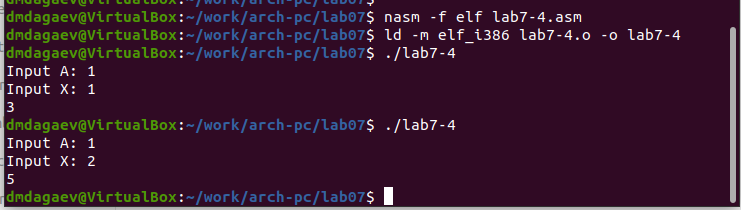 dmdagaev@VirtualBox:~/work/arch-pc/lab07$ nasm -f elf lab7-4.asm
dmdagaev@VirtualBox:~/work/arch-pc/lab07$ ld -m elf_i386 lab7-4.o -o lab7-4
dmdagaev@VirtualBox:~/work/arch-pc/lab07$ ./lab7-4
Input A: 1
Input X: 1
3
dmdagaev@VirtualBox:~/work/arch-pc/lab07$ ./lab7-4
Input A: 1
Input X: 2
5
dmdagaev@VirtualBox:~/work/arch-pc/lab07$